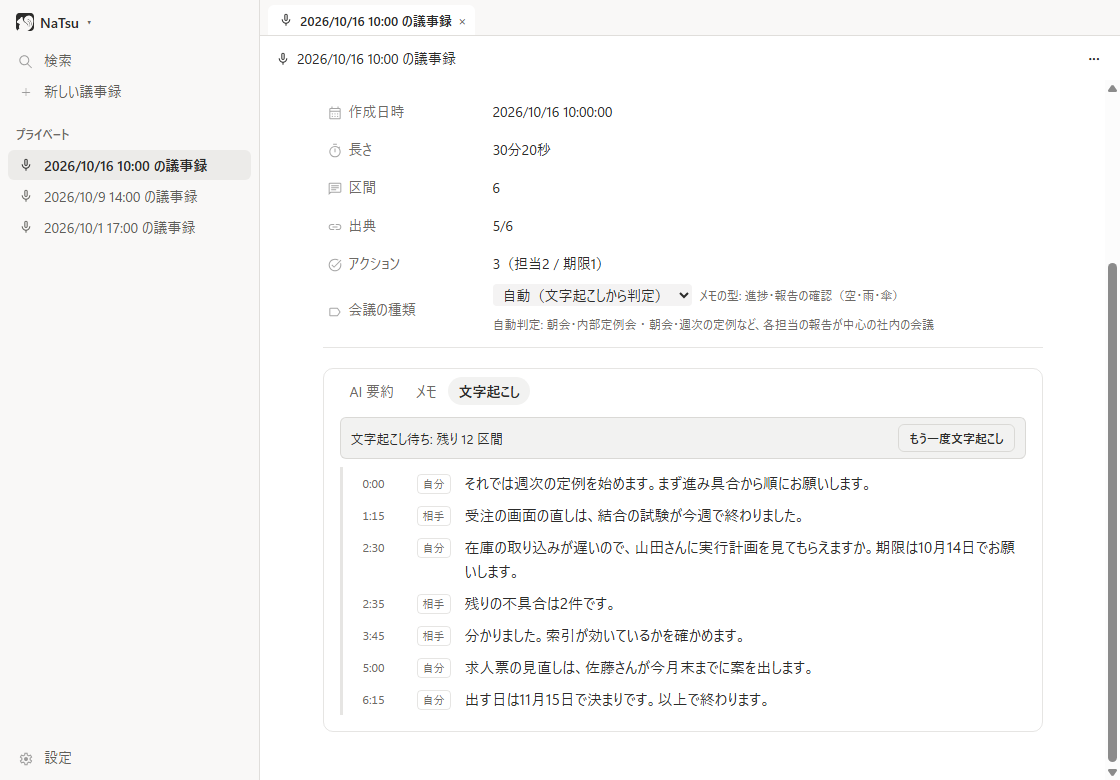 NaTsu
検索
新しい議事録
プライベート
2026/10/16 10:00 の議事録
2026/10/9 14:00 の議事録
2026/10/1 17:00 の議事録
設定
2026/10/16 10:00 の議事録 ×
2026/10/16 10:00 の議事録
作成日時 2026/10/16 10:00:00
長さ 30分20秒
区間 6
出典 5/6
アクション 3（担当2 / 期限1）
会議の種類 自動（文字起こしから判定） メモの型: 進捗・報告の確認（空・雨・傘）
自動判定: 朝会・内部定例会 ・ 朝会・週次の定例など、各担当の報告が中心の社内の会議
AI 要約 メモ 文字起こし
文字起こし待ち: 残り 12 区間 もう一度文字起こし
0:00 自分 それでは週次の定例を始めます。まず進み具合から順にお願いします。
1:15 相手 受注の画面の直しは、結合の試験が今週で終わりました。
2:30 自分 在庫の取り込みが遅いので、山田さんに実行計画を見てもらえますか。期限は10月14日でお願
いします。
2:35 相手 残りの不具合は2件です。
3:45 相手 分かりました。索引が効いているかを確かめます。
5:00 自分 求人票の見直しは、佐藤さんが今月末までに案を出します。
6:15 自分 出す日は11月15日で決まりです。以上で終わります。